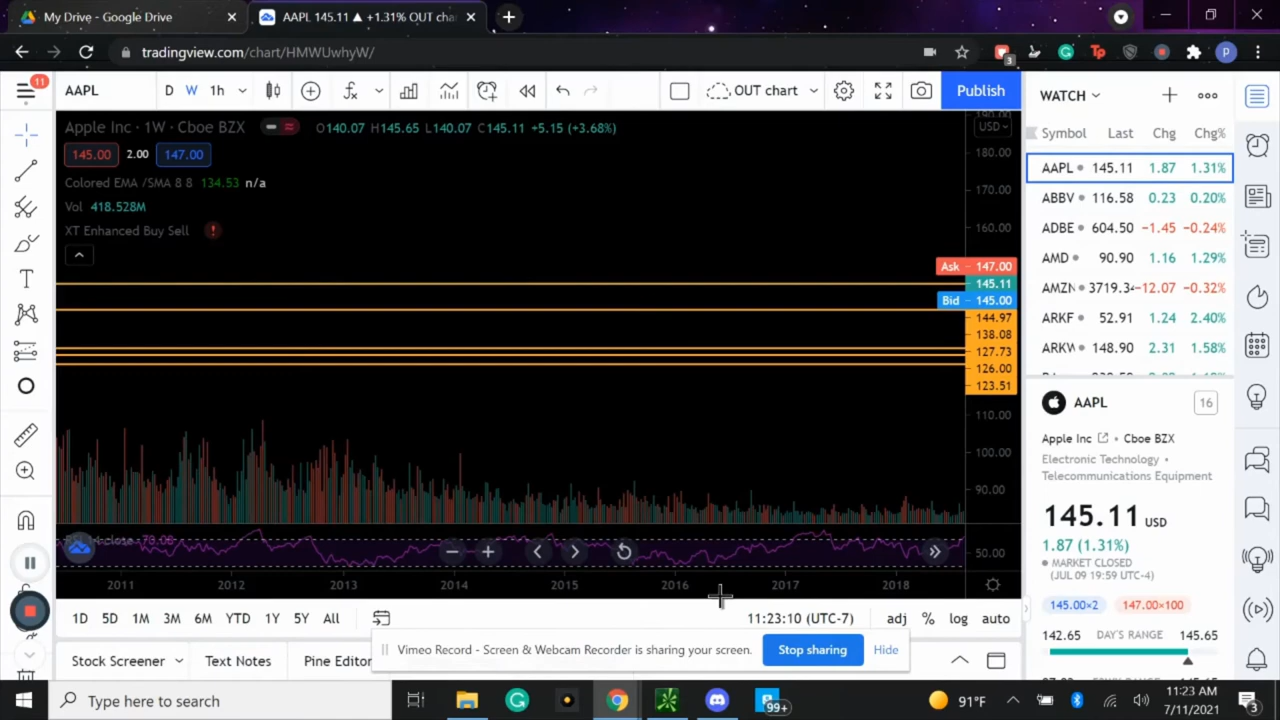 My Drive - Google Drive
AAPL 145.11 ▲ +1.31% OUT cha
tradingview.com/chart/HMWUwhyW/
3
P
11
AAPL
D W 1h
OUT chart
Publish
WATCH
Apple Inc · 1W · Cboe BZX
O140.07 H145.65 L140.07 C145.11 +5.15 (+3.68%)
145.00 2.00 147.00
Colored EMA /SMA 8 8 134.53 n/a
Vol 418.528M
XT Enhanced Buy Sell !
190.00
USD
180.00
170.00
160.00
Ask 147.00
145.11
Bid 145.00
144.97
138.08
127.73
126.00
123.51
110.00
100.00
90.00
50.00
Symbol Last Chg Chg%
AAPL 145.11 1.87 1.31%
ABBV 116.58 0.23 0.20%
ADBE 604.50 −1.45 −0.24%
AMD 90.90 1.16 1.29%
AMZN 3719.34 −12.07 −0.32%
ARKF 52.91 1.24 2.40%
ARKW 148.90 2.31 1.58%
AAPL
16
Apple Inc · Cboe BZX
Electronic Technology •
Telecommunications Equipment
145.11 USD
1.87 (1.31%)
MARKET CLOSED
(JUL 09 19:59 UTC-4)
145.00×2 147.00×100
142.65 DAY'S RANGE 145.65
close
2011 2012 2013 2014 2015 2016 2017 2018
1D 5D 1M 3M 6M YTD 1Y 5Y All
11:23:10 (UTC-7)
adj % log auto
Stock Screener
Text Notes
Pine Editor
Vimeo Record - Screen & Webcam Recorder is sharing your screen.
Stop sharing
Hide
Type here to search
99+
91°F
11:23 AM
7/11/2021
3